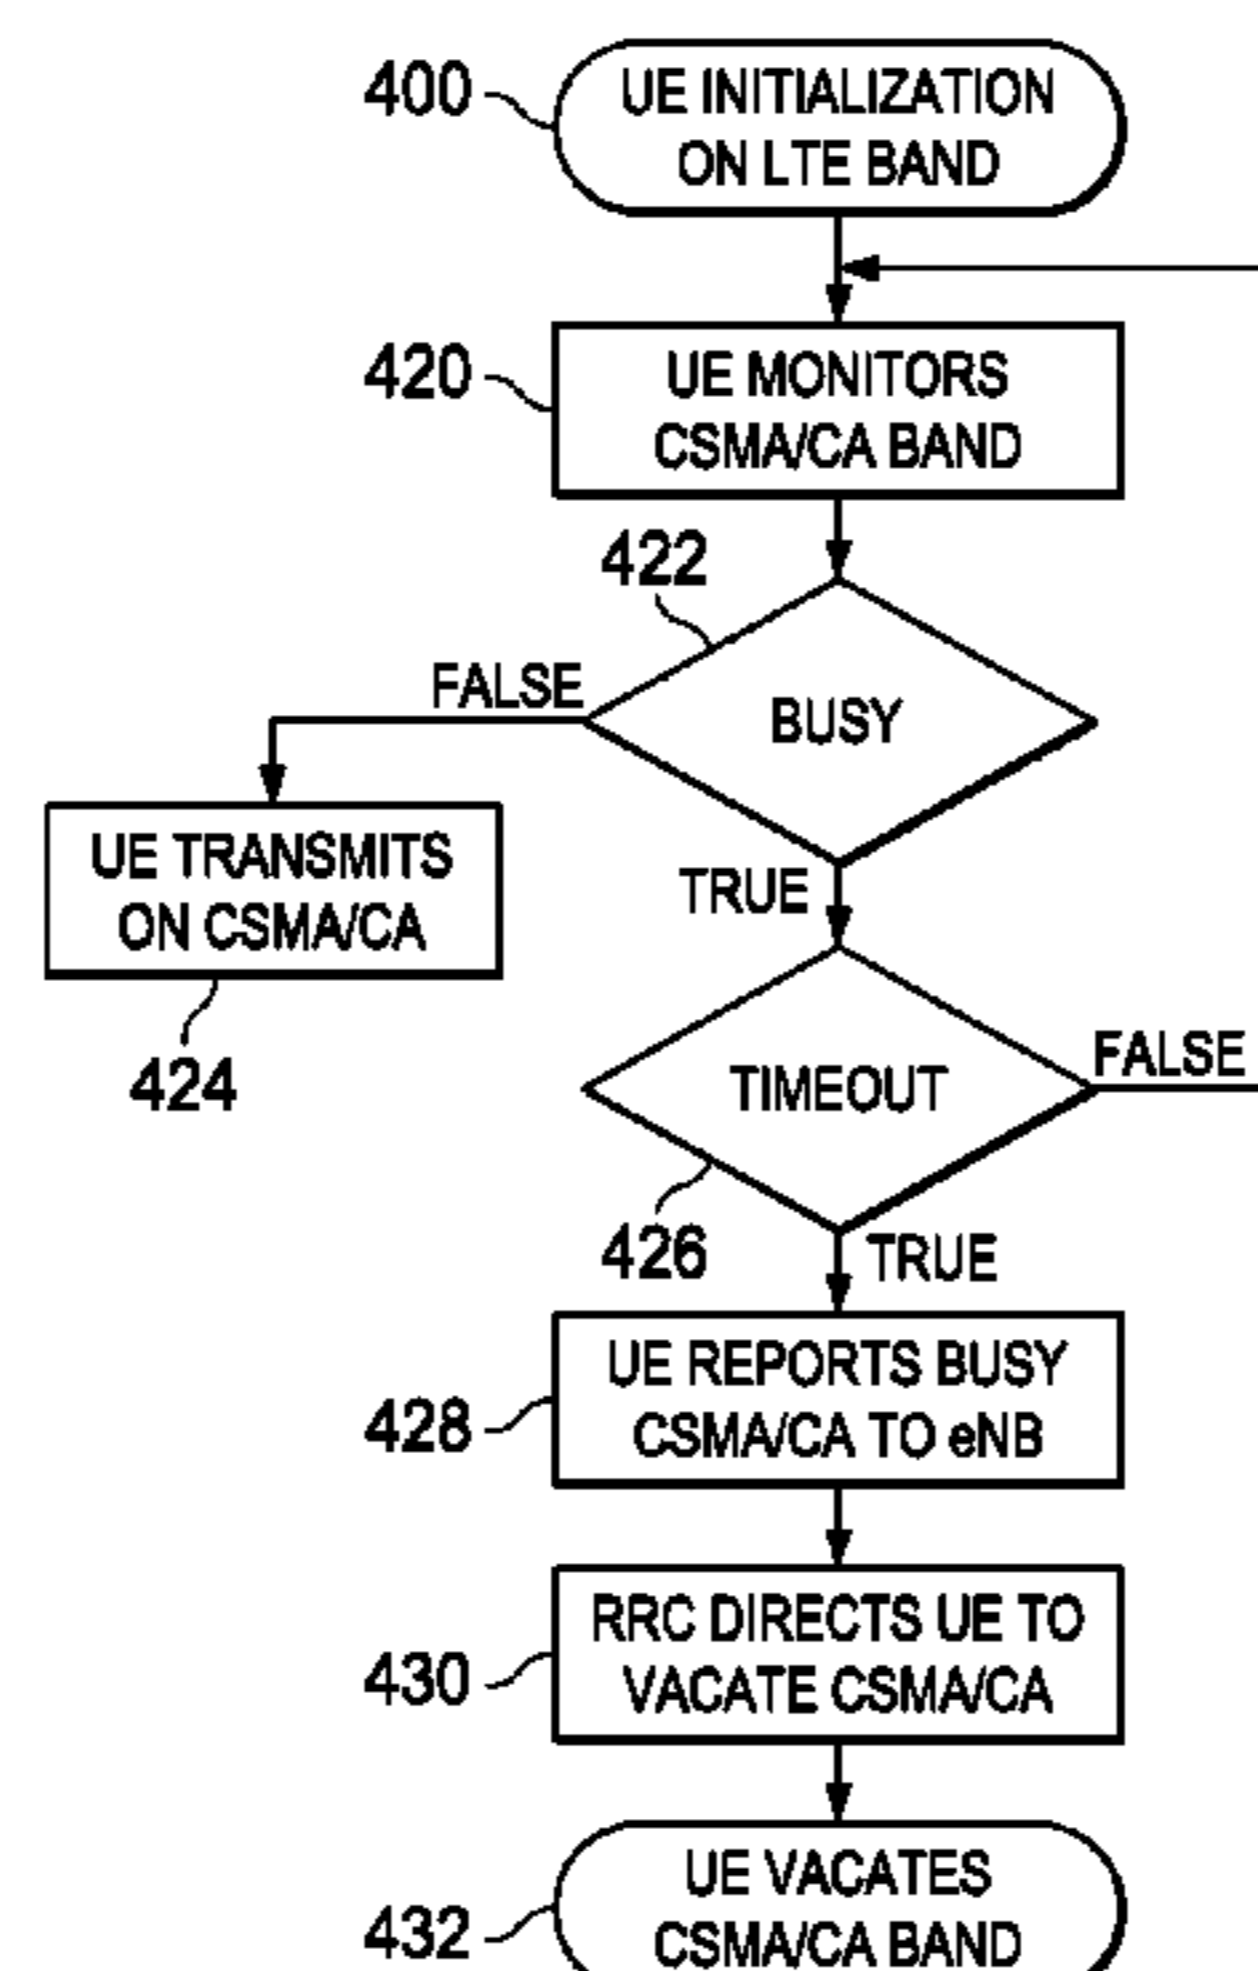 400
UE INITIALIZATION
ON LTE BAND
420
UE MONITORS
CSMA/CA BAND
422
FALSE
BUSY
UE TRANSMITS
ON CSMA/CA
TRUE
424
TIMEOUT
FALSE
426
TRUE
428
UE REPORTS BUSY
CSMA/CA TO eNB
430
RRC DIRECTS UE TO
VACATE CSMA/CA
432
UE VACATES
CSMA/CA BAND